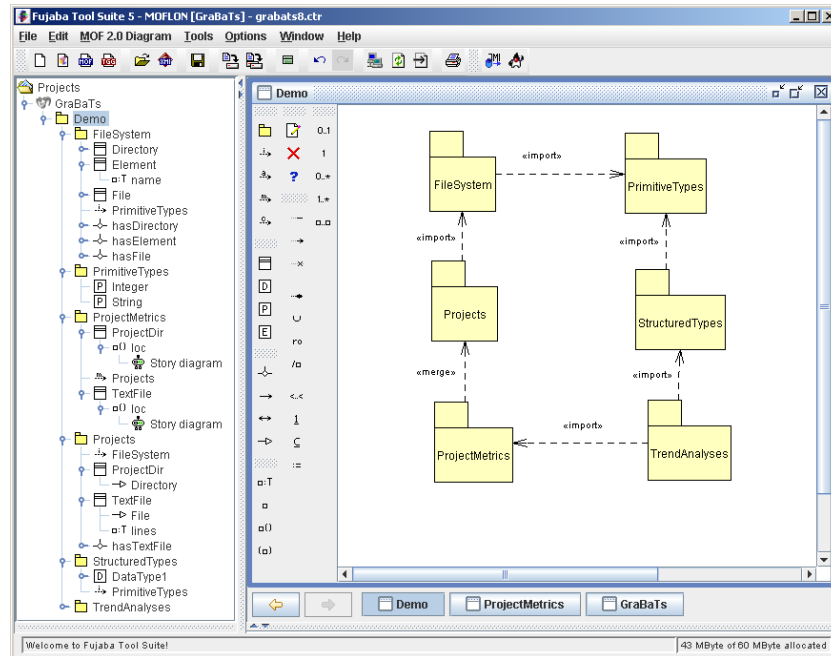 Fujaba Tool Suite 5 - MOFLON [GraBaTs] - grabats8.ctr
File Edit MOF 2.0 Diagram Tools Options Window Help
Projects
GraBaTs
Demo
FileSystem
Directory
Element
o:T name
File
PrimitiveTypes
hasDirectory
hasElement
hasFile
PrimitiveTypes
P Integer
P String
ProjectMetrics
ProjectDir
o() loc
Story diagram
Projects
TextFile
o() loc
Story diagram
Projects
FileSystem
ProjectDir
Directory
TextFile
File
o:T lines
hasTextFile
StructuredTypes
D DataType1
PrimitiveTypes
TrendAnalyses
Demo
0..1
1
?
0..*
1..*
D
P
E
ro
/o
<..<
1
:=
o:T
o()
(o)
«import»
FileSystem
PrimitiveTypes
«import»
«import»
Projects
StructuredTypes
«merge»
«import»
«import»
ProjectMetrics
TrendAnalyses
Demo ProjectMetrics GraBaTs
Welcome to Fujaba Tool Suite!
43 MByte of 60 MByte allocated